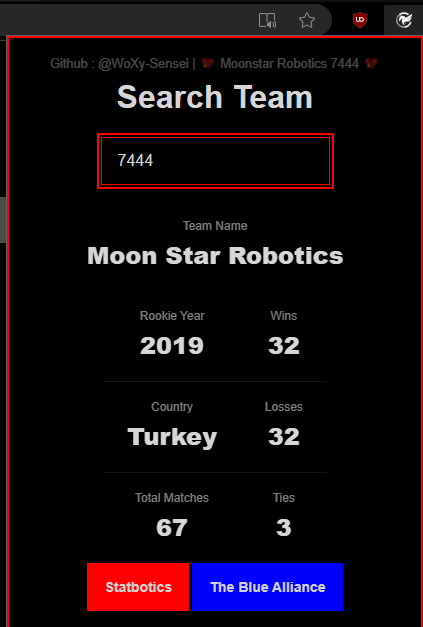 Github : @WoXy-Sensei | Moonstar Robotics 7444
Search Team
7444
Team Name
Moon Star Robotics
Rookie Year Wins
2019 32
Country Losses
Turkey 32
Total Matches Ties
67 3
Statbotics The Blue Alliance